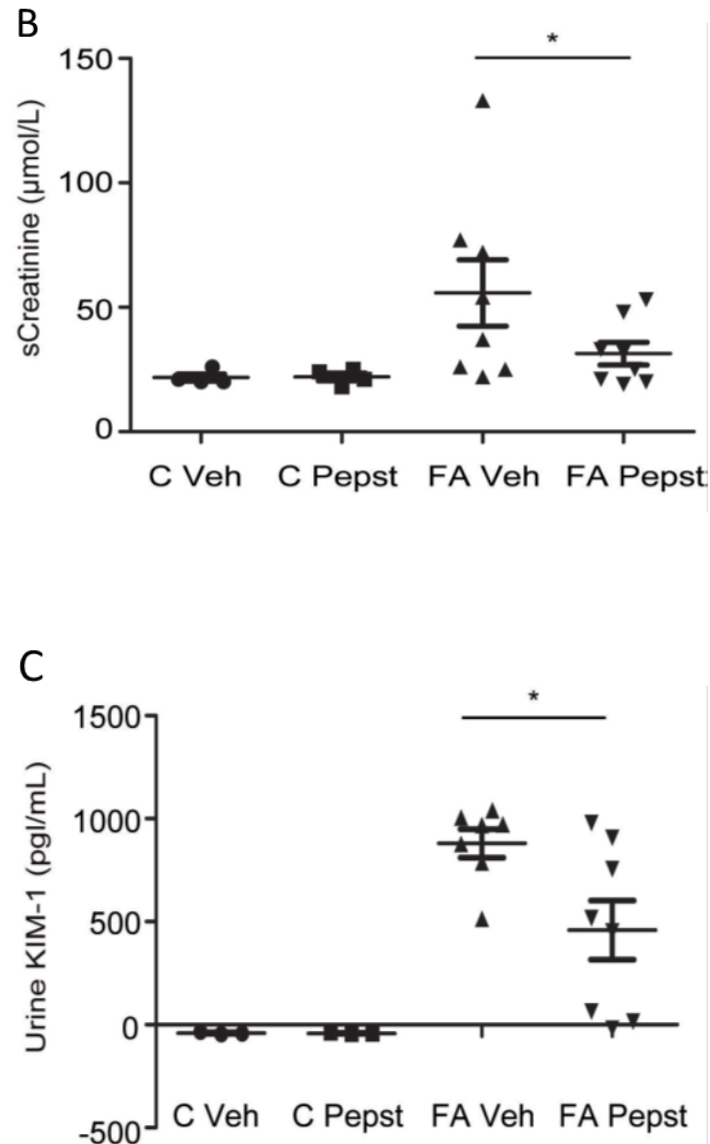 B
*
sCreatinine (µmol/L)
150
100
50
0
C Veh C Pepst FA Veh FA Pepst:
C
*
Urine KIM-1 (pgl/mL)
1500
1000
500
0
-500
C Veh C Pepst FA Veh FA Pepst